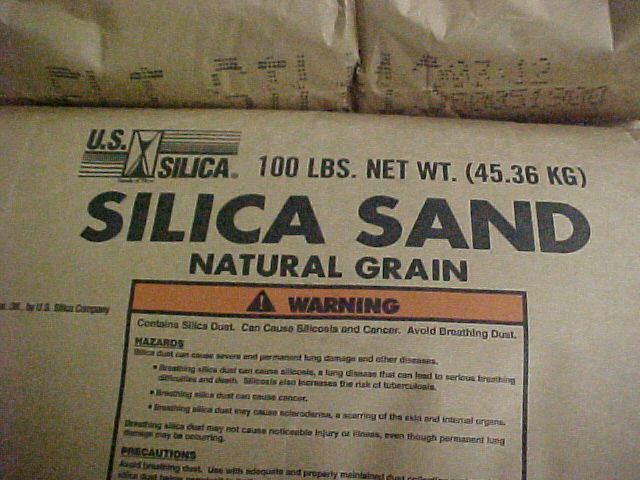 U.S.
SILICA®
100 LBS. NET WT. (45.36 KG)
SILICA SAND
NATURAL GRAIN
by U.S. Silica Company
WARNING
Contains Silica Dust. Can Cause Silicosis and Cancer. Avoid Breathing Dust.
HAZARDS
Silica dust can cause severe and permanent lung damage and other diseases.
• Breathing silica dust can cause silicosis, a lung disease that can lead to serious breathing
difficulties and death. Silicosis also increases the risk of tuberculosis.
• Breathing silica dust can cause cancer.
• Breathing silica dust may cause scleroderma, a scarring of the skin and internal organs.
Breathing silica dust may not cause noticeable injury or illness, even though permanent lung
damage may be occurring.
PRECAUTIONS
Avoid breathing dust. Use with adequate and properly maintained dust
silica dust